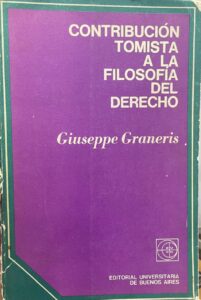 CONTRIBUCIÓN
TOMISTA
A LA
FILOSOFÍA
DEL
DERECHO
Giuseppe Graneris
EDITORIAL UNIVERSITARIA
DE BUENOS AIRES